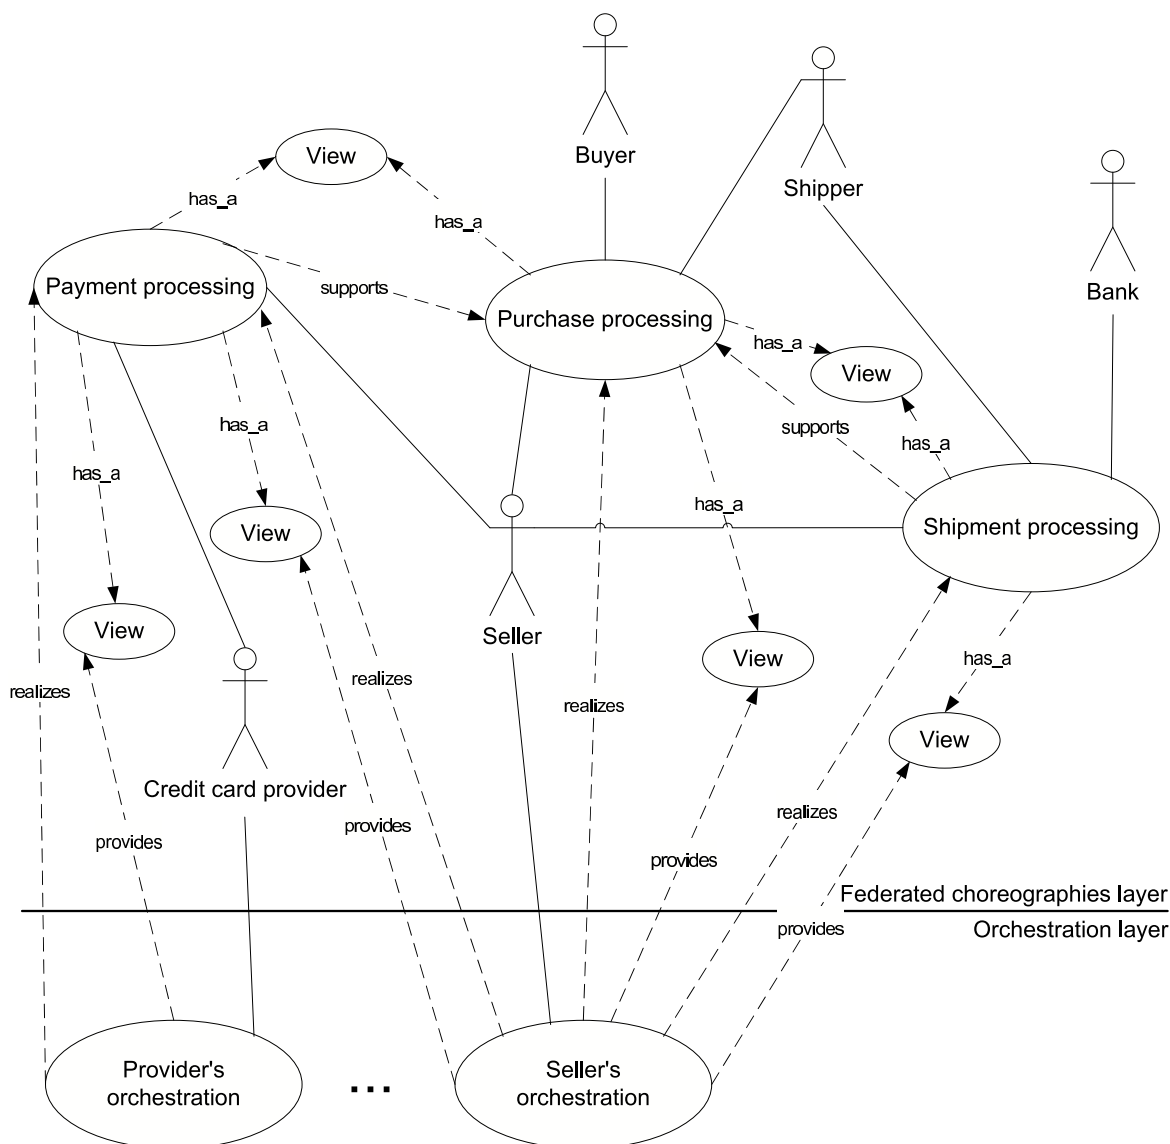 Buyer
View
Shipper
has_a
has_a
Bank
Payment processing
supports
Purchase processing
has_a
View
has_a
supports
has_a
has_a
has_a
View
Shipment processing
View
Seller
View
has_a
realizes
realizes
realizes
View
Credit card provider
realizes
provides
provides
provides
Federated choreographies layer
provides
Orchestration layer
Provider's
orchestration
...
Seller's
orchestration